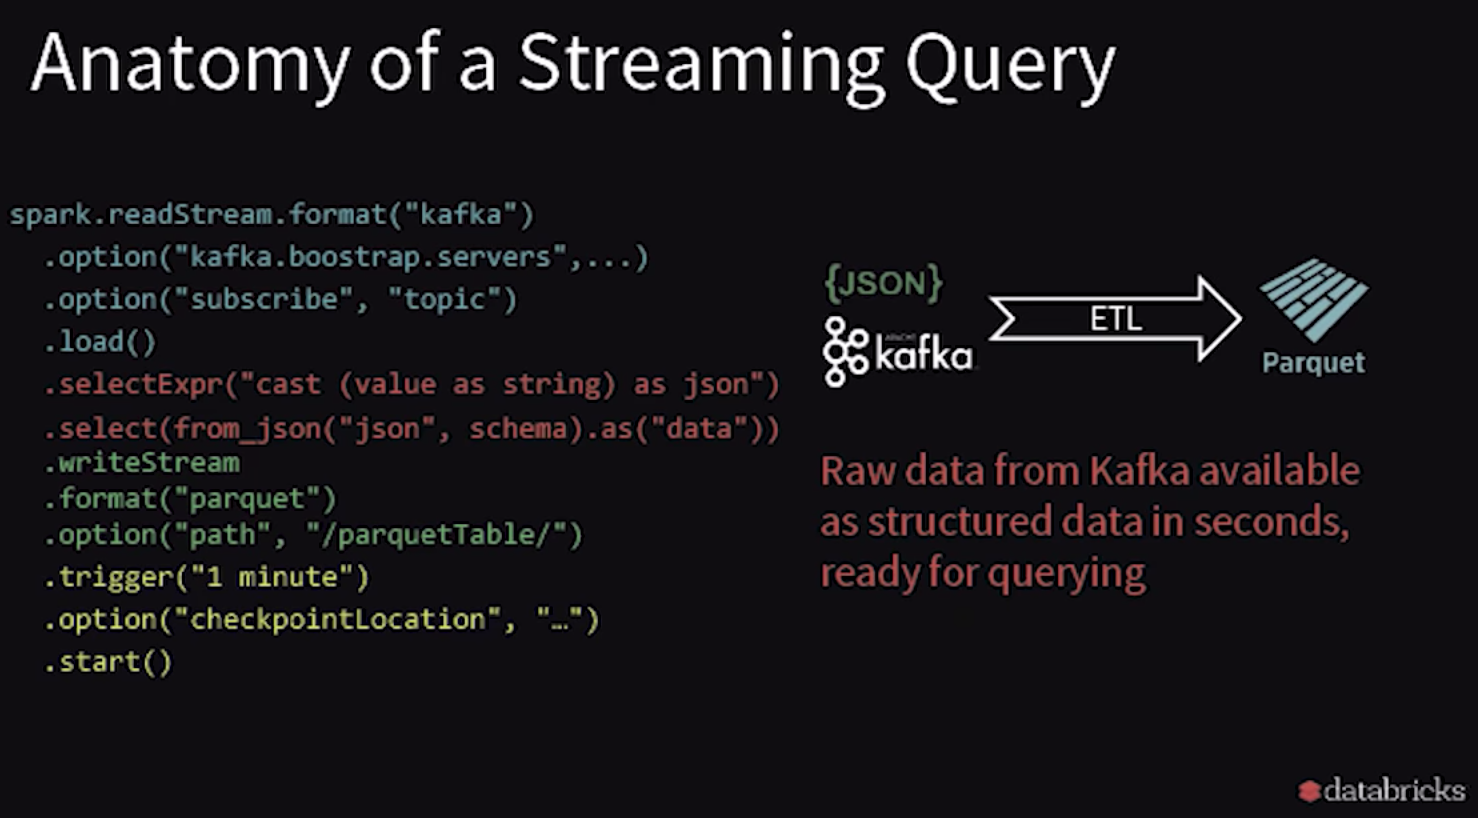 Anatomy of a Streaming Query
spark.readStream.format("kafka")
.option("kafka.boostrap.servers",...)
.option("subscribe", "topic")
.load()
.selectExpr("cast (value as string) as json")
.select(from_json("json", schema).as("data"))
.writeStream
.format("parquet")
.option("path", "/parquetTable/")
.trigger("1 minute")
.option("checkpointLocation", "…")
.start()
{JSON}
kafka
ETL
Parquet
Raw data from Kafka available
as structured data in seconds,
ready for querying
databricks